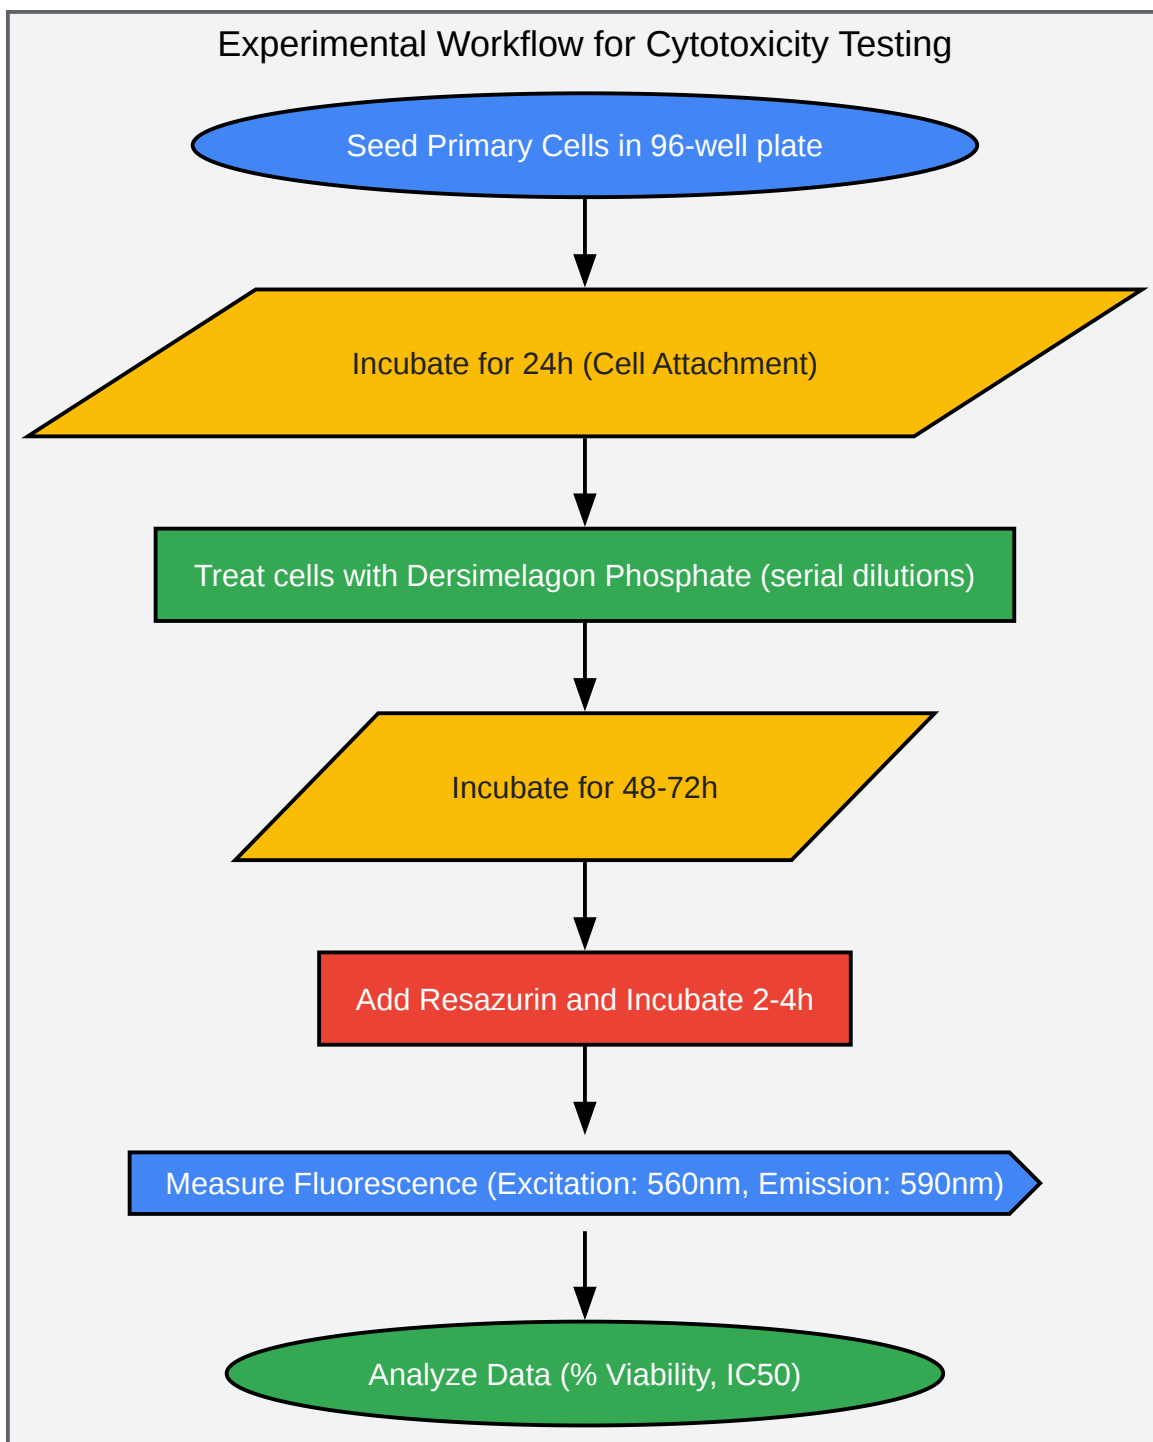 Experimental Workflow for Cytotoxicity Testing
Seed Primary Cells in 96-well plate
Incubate for 24h (Cell Attachment)
Treat cells with Dersimelagon Phosphate (serial dilutions)
Incubate for 48-72h
Add Resazurin and Incubate 2-4h
Measure Fluorescence (Excitation: 560nm, Emission: 590nm)
Analyze Data (% Viability, IC50)